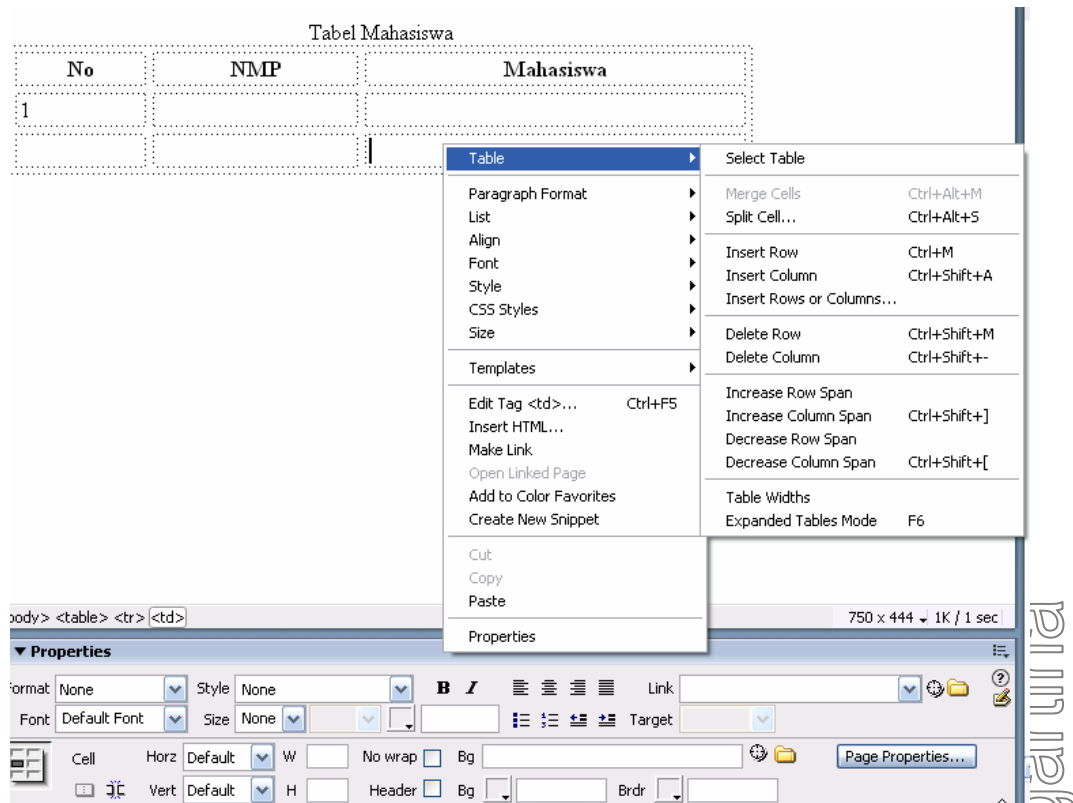 Tabel Mahasiswa
No NMP Mahasiswa
1
Table
Paragraph Format
List
Align
Font
Style
CSS Styles
Size
Templates
Edit Tag <td>... Ctrl+F5
Insert HTML...
Make Link
Open Linked Page
Add to Color Favorites
Create New Snippet
Cut
Copy
Paste
Properties
Select Table
Merge Cells Ctrl+Alt+M
Split Cell... Ctrl+Alt+S
Insert Row Ctrl+M
Insert Column Ctrl+Shift+A
Insert Rows or Columns...
Delete Row Ctrl+Shift+M
Delete Column Ctrl+Shift+-
Increase Row Span
Increase Column Span Ctrl+Shift+]
Decrease Row Span
Decrease Column Span Ctrl+Shift+[
Table Widths
Expanded Tables Mode F6
body> <table> <tr> <td> 750 x 444 1K / 1 sec
Properties
Format None Style None B I Link
Font Default Font Size None Target
Cell Horz Default W No wrap Bg Page Properties...
Vert Default H Header Bg Brdr